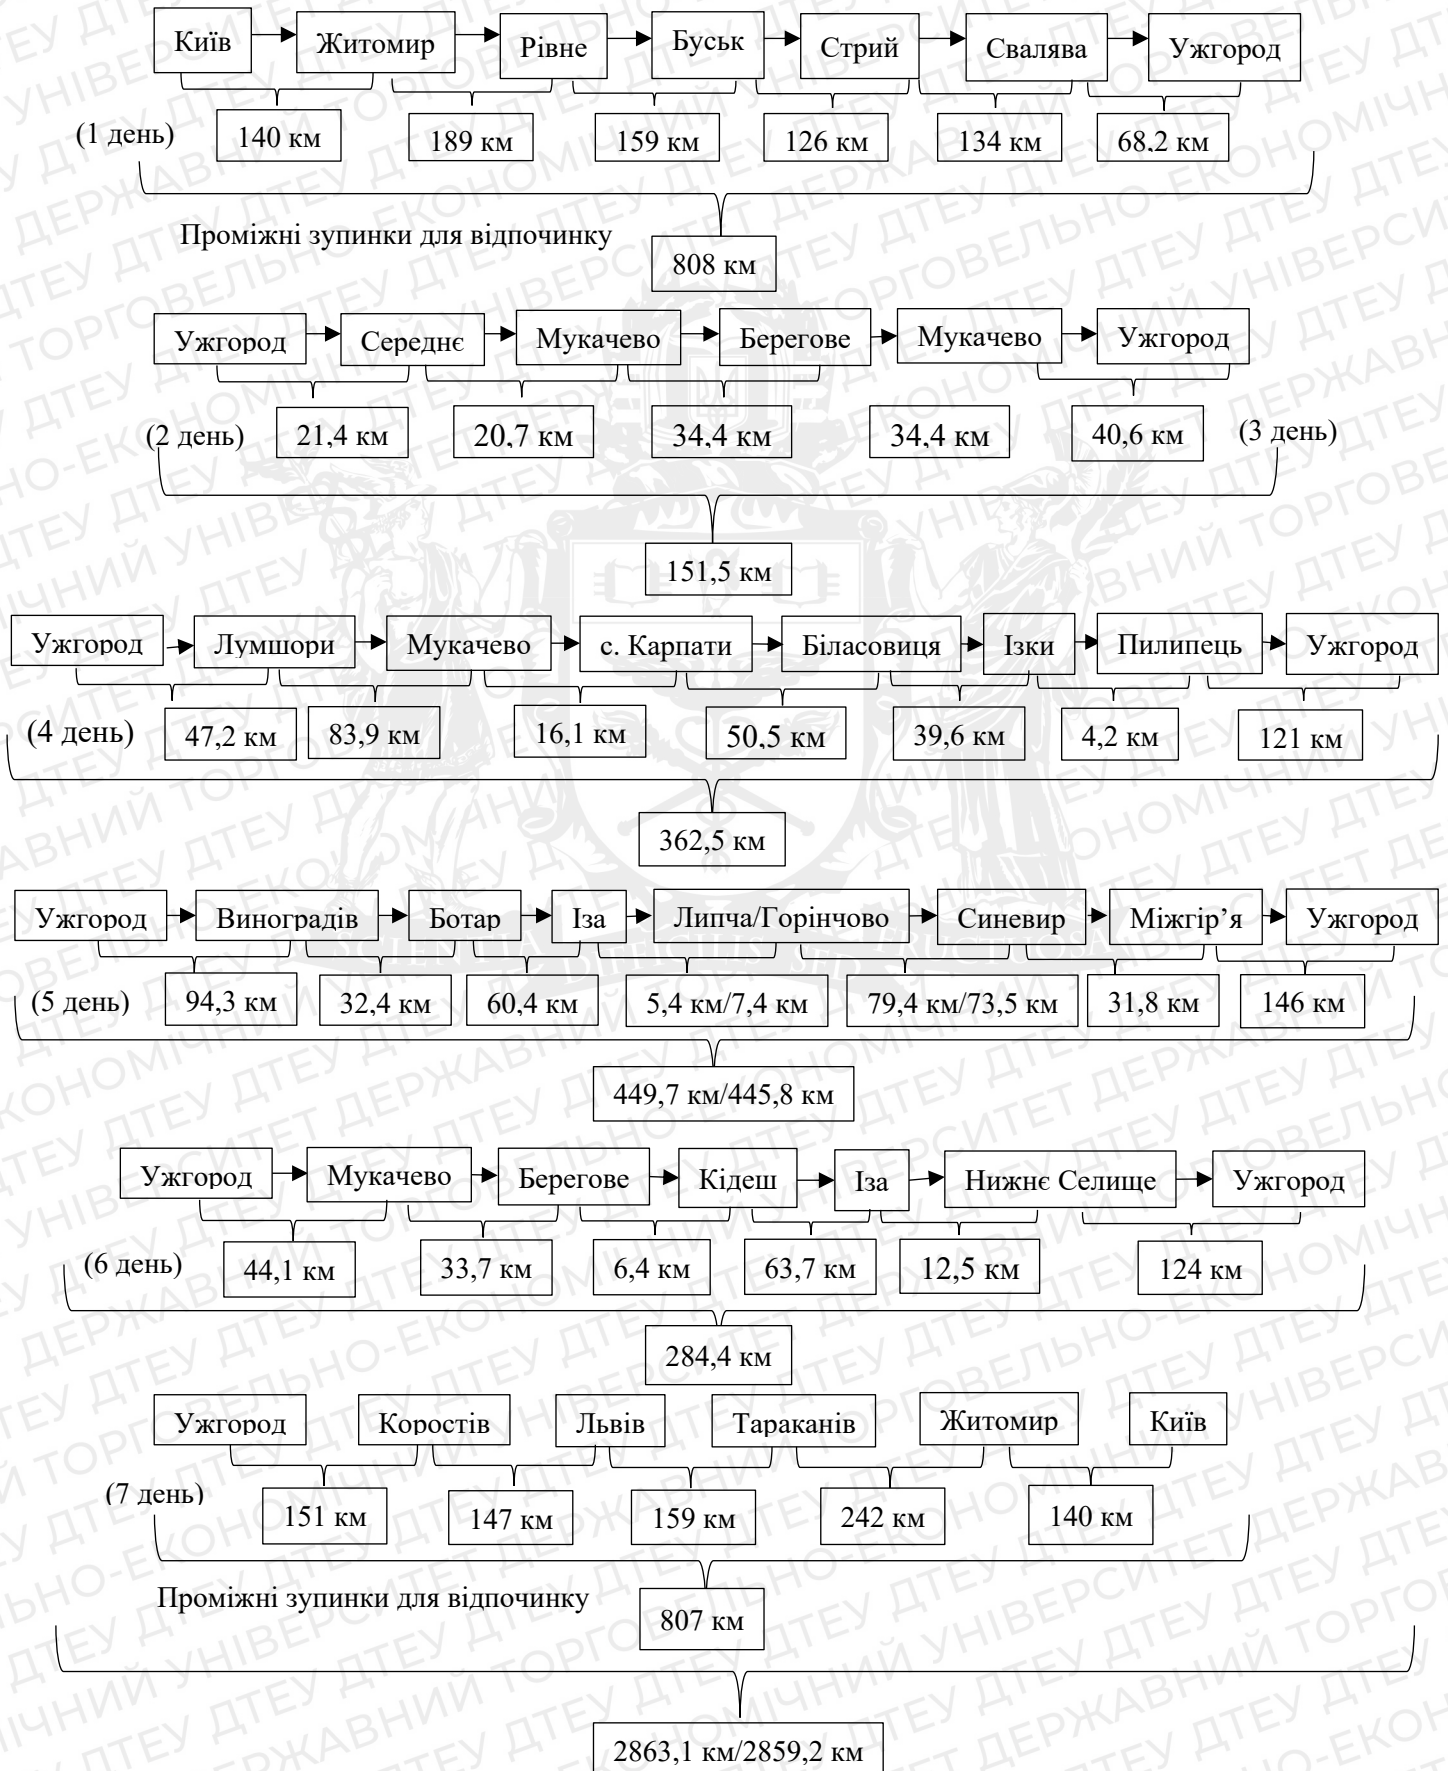 Київ Житомир Рівне Буськ Стрий Свалява Ужгород
(1 день) 140 км 189 км 159 км 126 км 134 км 68,2 км
Проміжні зупинки для відпочинку
808 км
Ужгород Середнє Мукачево Берегове Мукачево Ужгород
(2 день) 21,4 км 20,7 км 34,4 км 34,4 км 40,6 км (3 день)
151,5 км
Ужгород Лумшори Мукачево с. Карпати Біласовиця Ізки Пилипець Ужгород
(4 день) 47,2 км 83,9 км 16,1 км 50,5 км 39,6 км 4,2 км 121 км
362,5 км
Ужгород Виноградів Ботар Іза Липча/Горінчово Синевир Міжгір’я Ужгород
(5 день) 94,3 км 32,4 км 60,4 км 5,4 км/7,4 км 79,4 км/73,5 км 31,8 км 146 км
449,7 км/445,8 км
Ужгород Мукачево Берегове Кідеш Іза Нижнє Селище Ужгород
(6 день) 44,1 км 33,7 км 6,4 км 63,7 км 12,5 км 124 км
284,4 км
Ужгород Коростів Львів Тараканів Житомир Київ
(7 день) 151 км 147 км 159 км 242 км 140 км
Проміжні зупинки для відпочинку
807 км
2863,1 км/2859,2 км